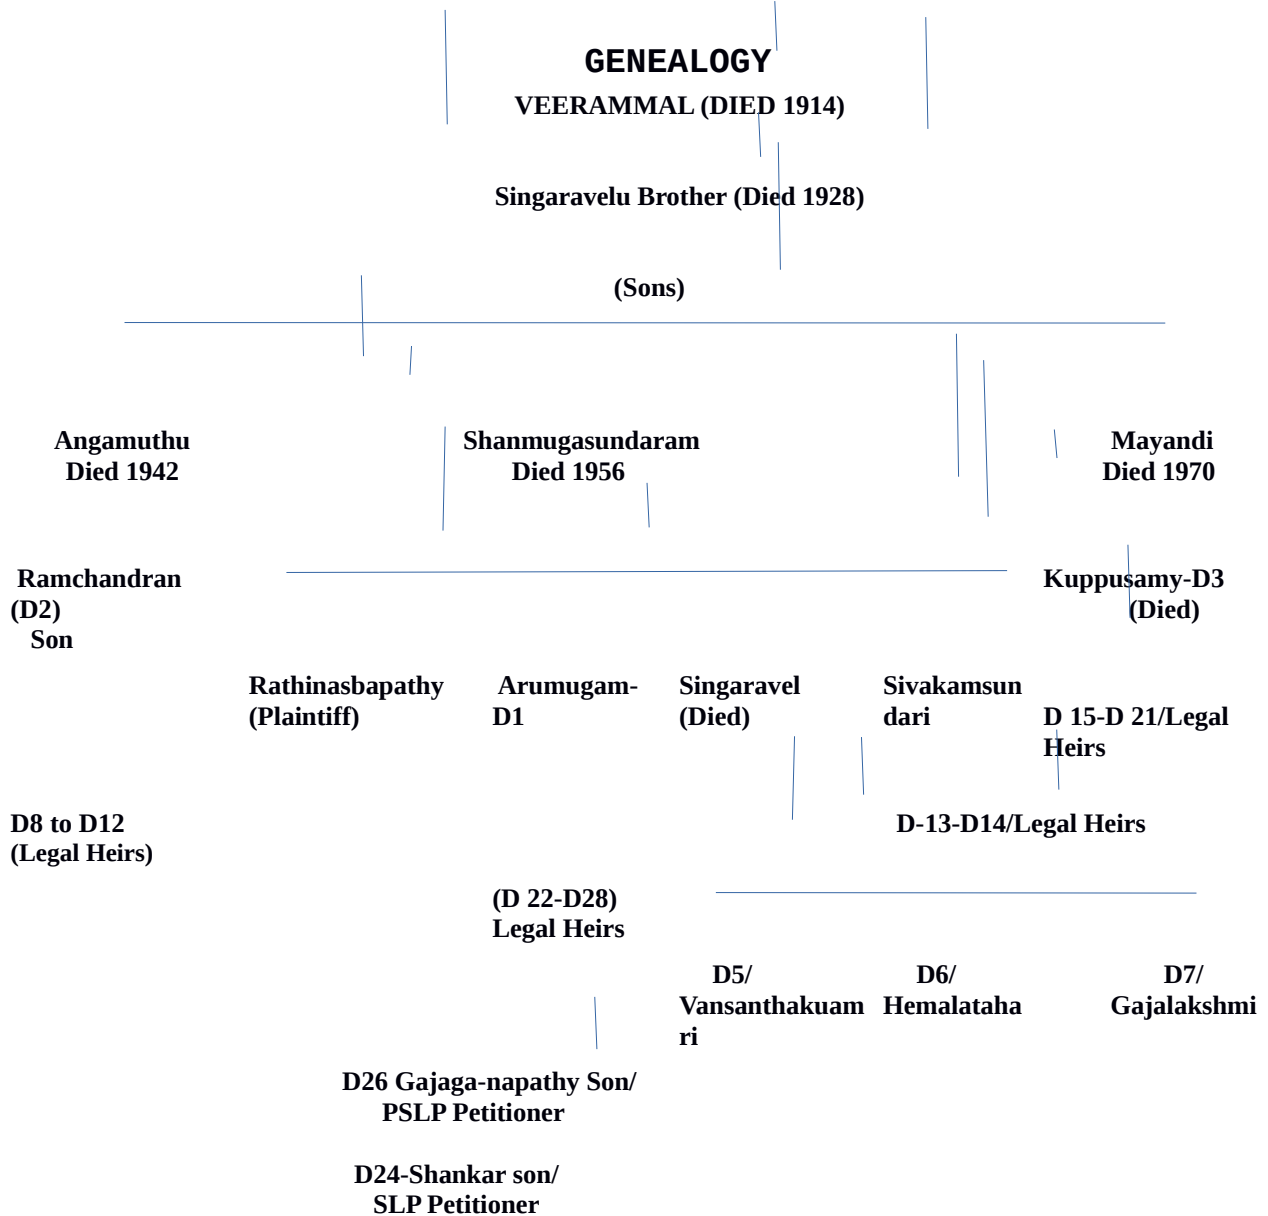 GENEALOGY
VEERAMMAL (DIED 1914)
Singaravelu Brother (Died 1928)
(Sons)
Angamuthu
Died 1942
Shanmugasundaram
Died 1956
Mayandi
Died 1970
Ramchandran
(D2)
Son
Kuppusamy-D3
(Died)
Rathinasbapathy
(Plaintiff)
Arumugam-
D1
Singaravel
(Died)
Sivakamsun
dari
D 15-D 21/Legal
Heirs
D8 to D12
(Legal Heirs)
D-13-D14/Legal Heirs
(D 22-D28)
Legal Heirs
D5/
Vansanthakuam
ri
D6/
Hemalataha
D7/
Gajalakshmi
D26 Gajaga-napathy Son/
PSLP Petitioner
D24-Shankar son/
SLP Petitioner